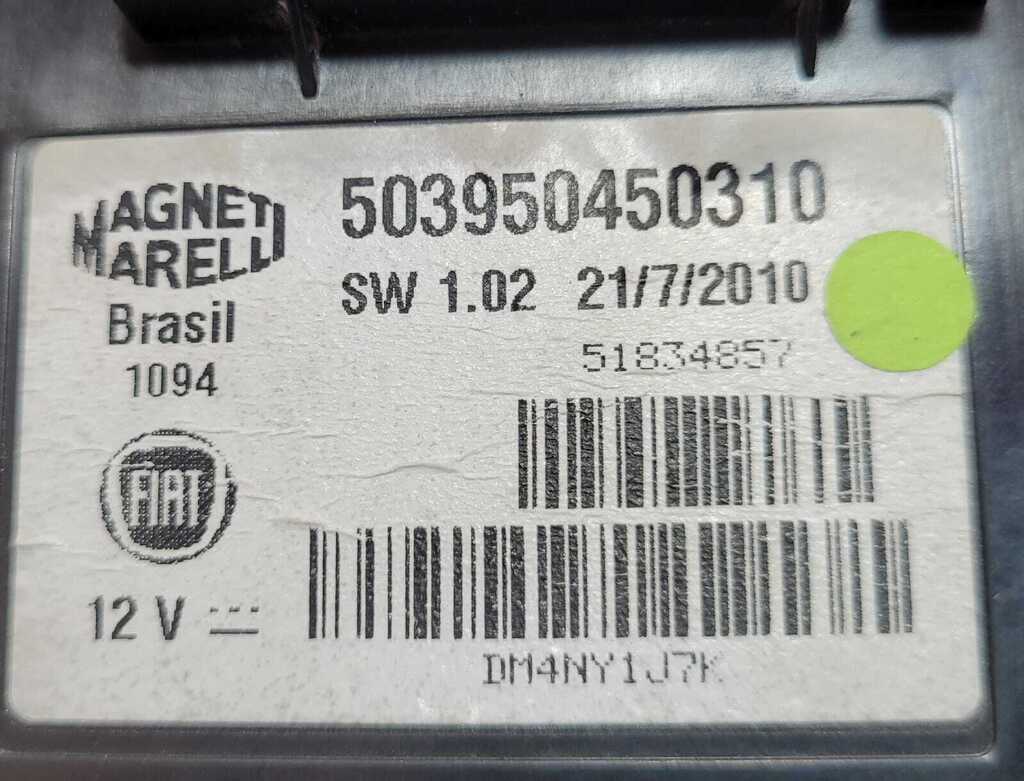 MAGNETI
MARELLI
Brasil
1094
503950450310
SW 1.02 21/7/2010
51834857
FIAT
12 V
DM4NY1J7K